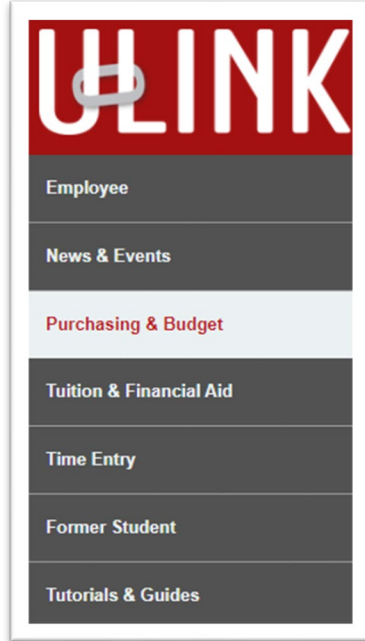 ULINK
Employee
News & Events
Purchasing & Budget
Tuition & Financial Aid
Time Entry
Former Student
Tutorials & Guides